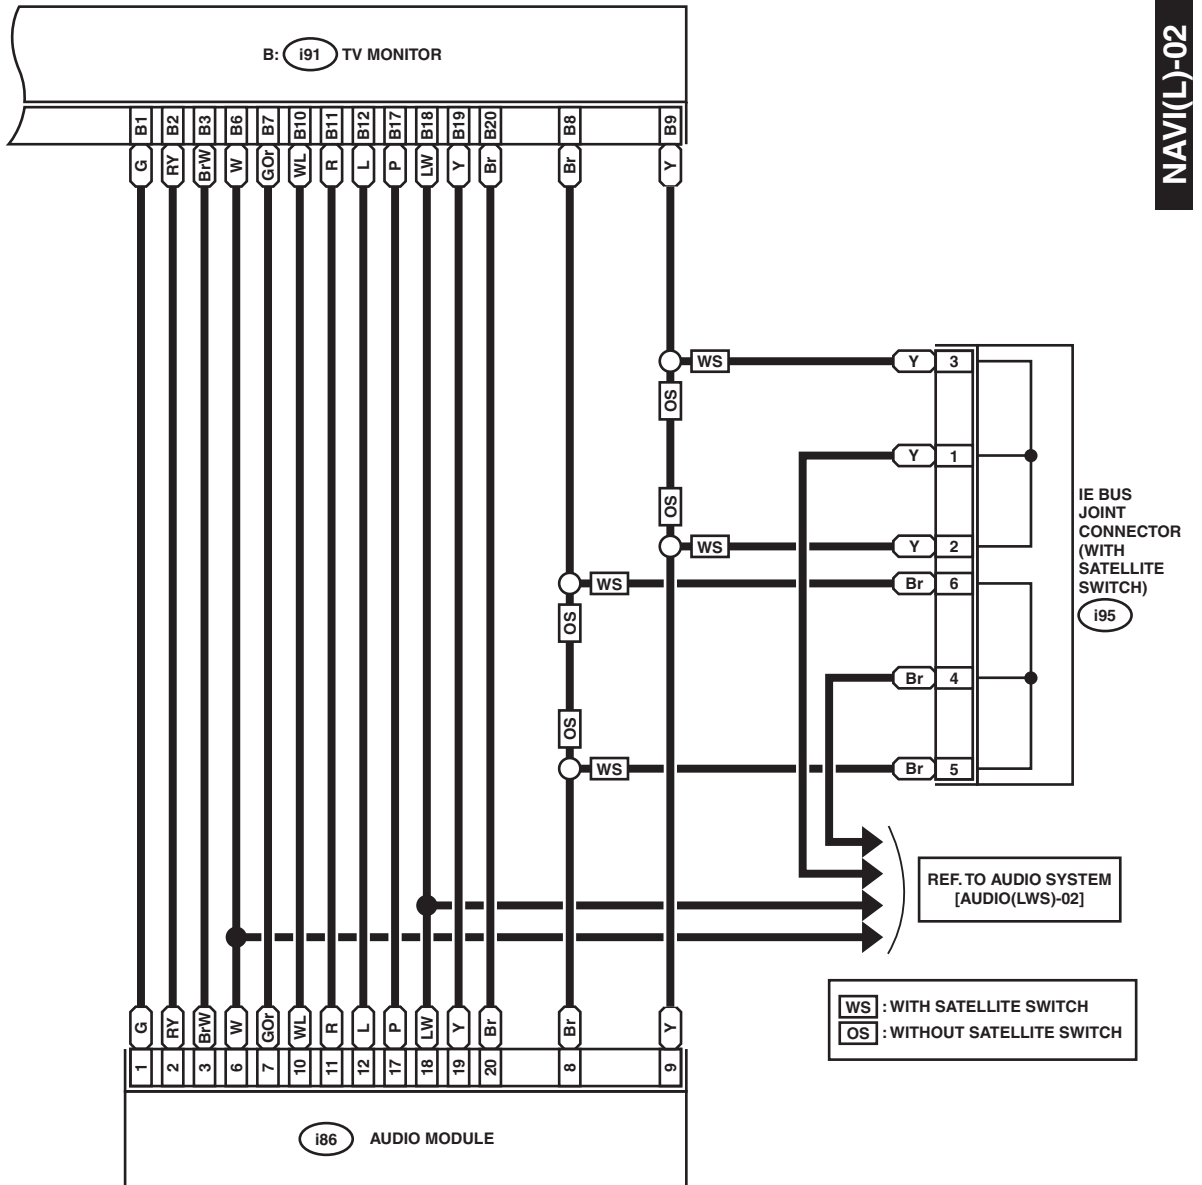 NAVI(L)-02
B: i91 TV MONITOR
B1 B2 B3 B6 B7 B10 B11 B12 B17 B18 B19 B20 B8 B9
G RY BrW W GOr WL R L P LW Y Br Br Y
WS Y 3
OS
Y 1
OS
WS Y 2
WS Br 6
OS
Br 4
OS
WS Br 5
IE BUS
JOINT
CONNECTOR
(WITH
SATELLITE
SWITCH)
i95
REF. TO AUDIO SYSTEM
[AUDIO(LWS)-02]
WS : WITH SATELLITE SWITCH
OS : WITHOUT SATELLITE SWITCH
G RY BrW W GOr WL R L P LW Y Br Br Y
1 2 3 6 7 10 11 12 17 18 19 20 8 9
i86 AUDIO MODULE